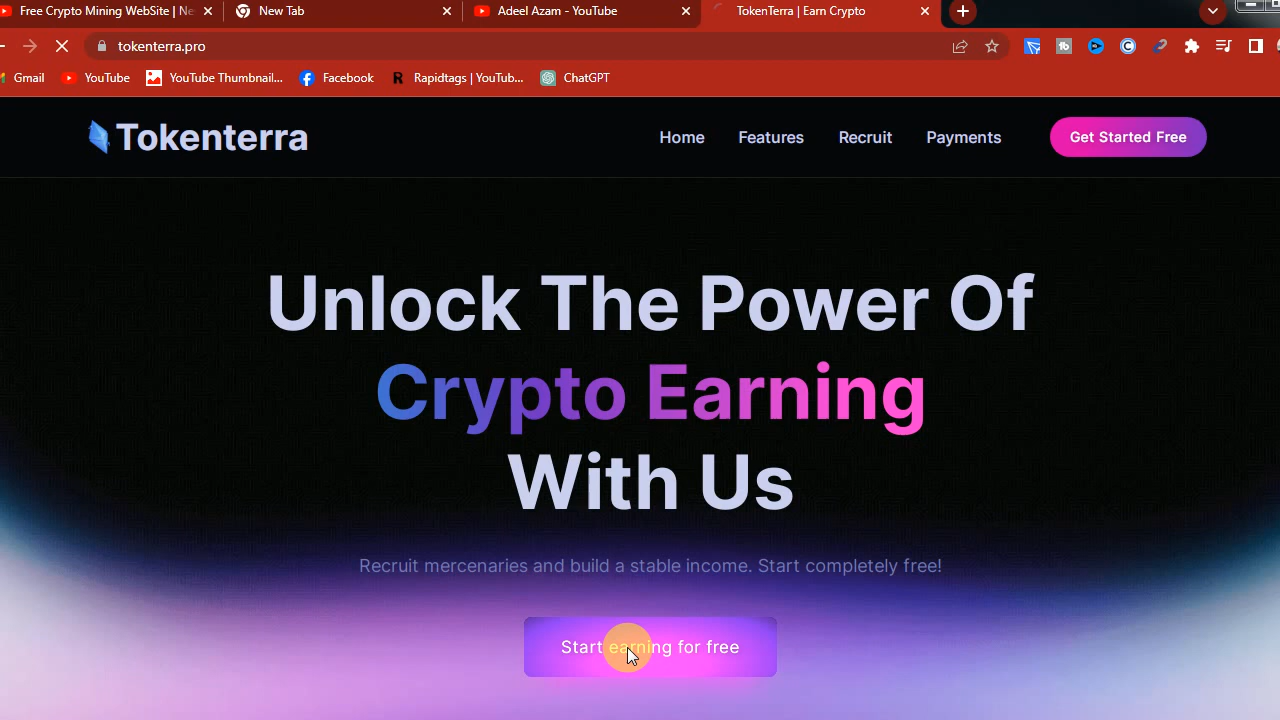 Free Crypto Mining WebSite | Ne
New Tab
Adeel Azam - YouTube
TokenTerra | Earn Crypto
tokenterra.pro
Gmail
YouTube
YouTube Thumbnail...
Facebook
Rapidtags | YouTub...
ChatGPT
Tokenterra
Home
Features
Recruit
Payments
Get Started Free
Unlock The Power Of
Crypto Earning
With Us
Recruit mercenaries and build a stable income. Start completely free!
Start earning for free